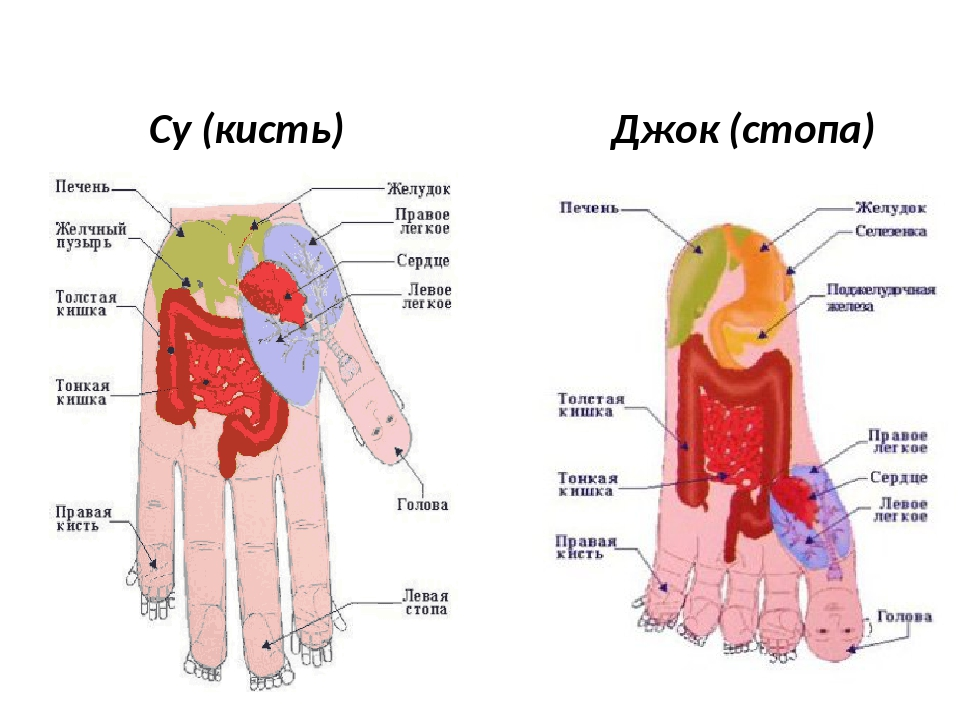 Су (кисть)
Джок (стопа)
Печень
Желчный
пузырь
Толстая
кишка
Тонкая
кишка
Правая
кисть
Желудок
Правое
легкое
Сердце
Левое
легкое
Голова
Левая
стопа
Печень
Толстая
кишка
Тонкая
кишка
Правая
кисть
Желудок
Селезенка
Поджелудочная
железа
Правое
легкое
Сердце
Левое
легкое
Голова